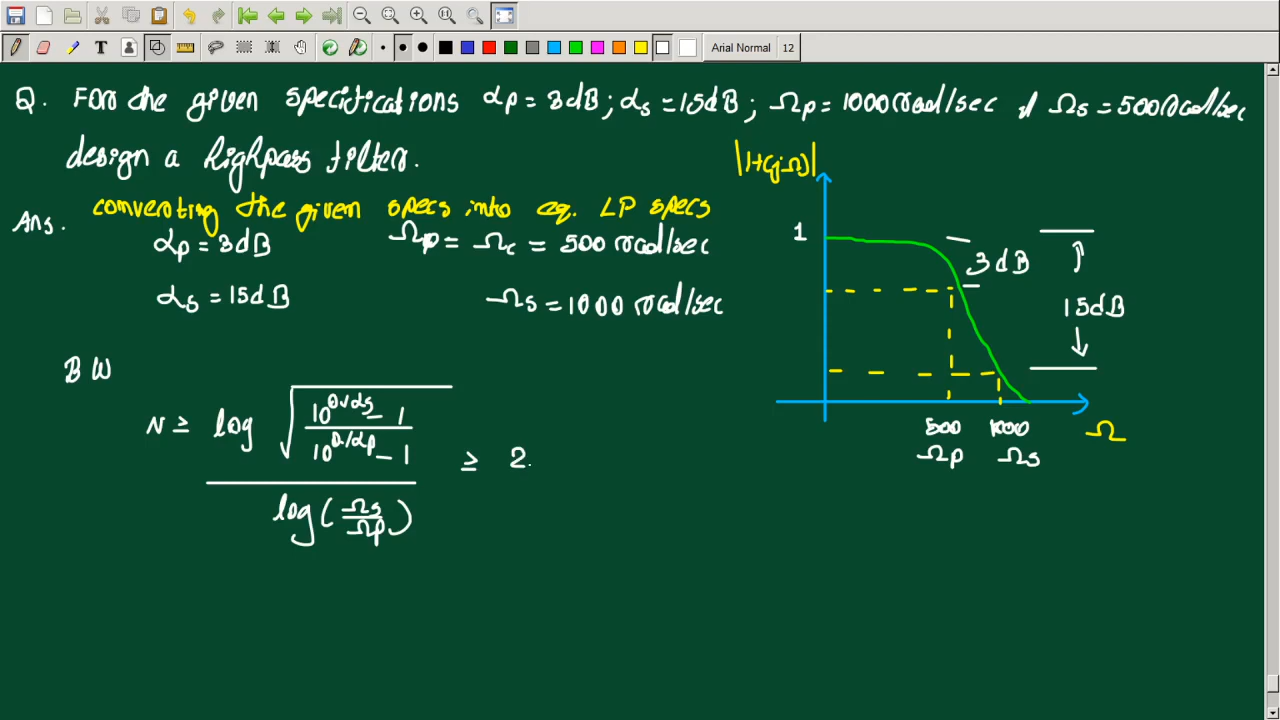 Arial Normal 12
Q. For the given specifications αp = 3dB; αs = 15dB; Ωp = 1000 rad/sec & Ωs = 500 rad/sec
design a highpass filter.
Ans. converting the given specs into eq. LP specs
αp = 3dB Ωp = Ωc = 500 rad/sec
αs = 15dB Ωs = 1000 rad/sec
BW
N ≥ log √((10^0.1αs − 1)/(10^0.1αp − 1)) / log(Ωs/Ωp) ≥ 2.
|H(jΩ)|
1
3dB
15dB
500 1000 Ω
Ωp Ωs